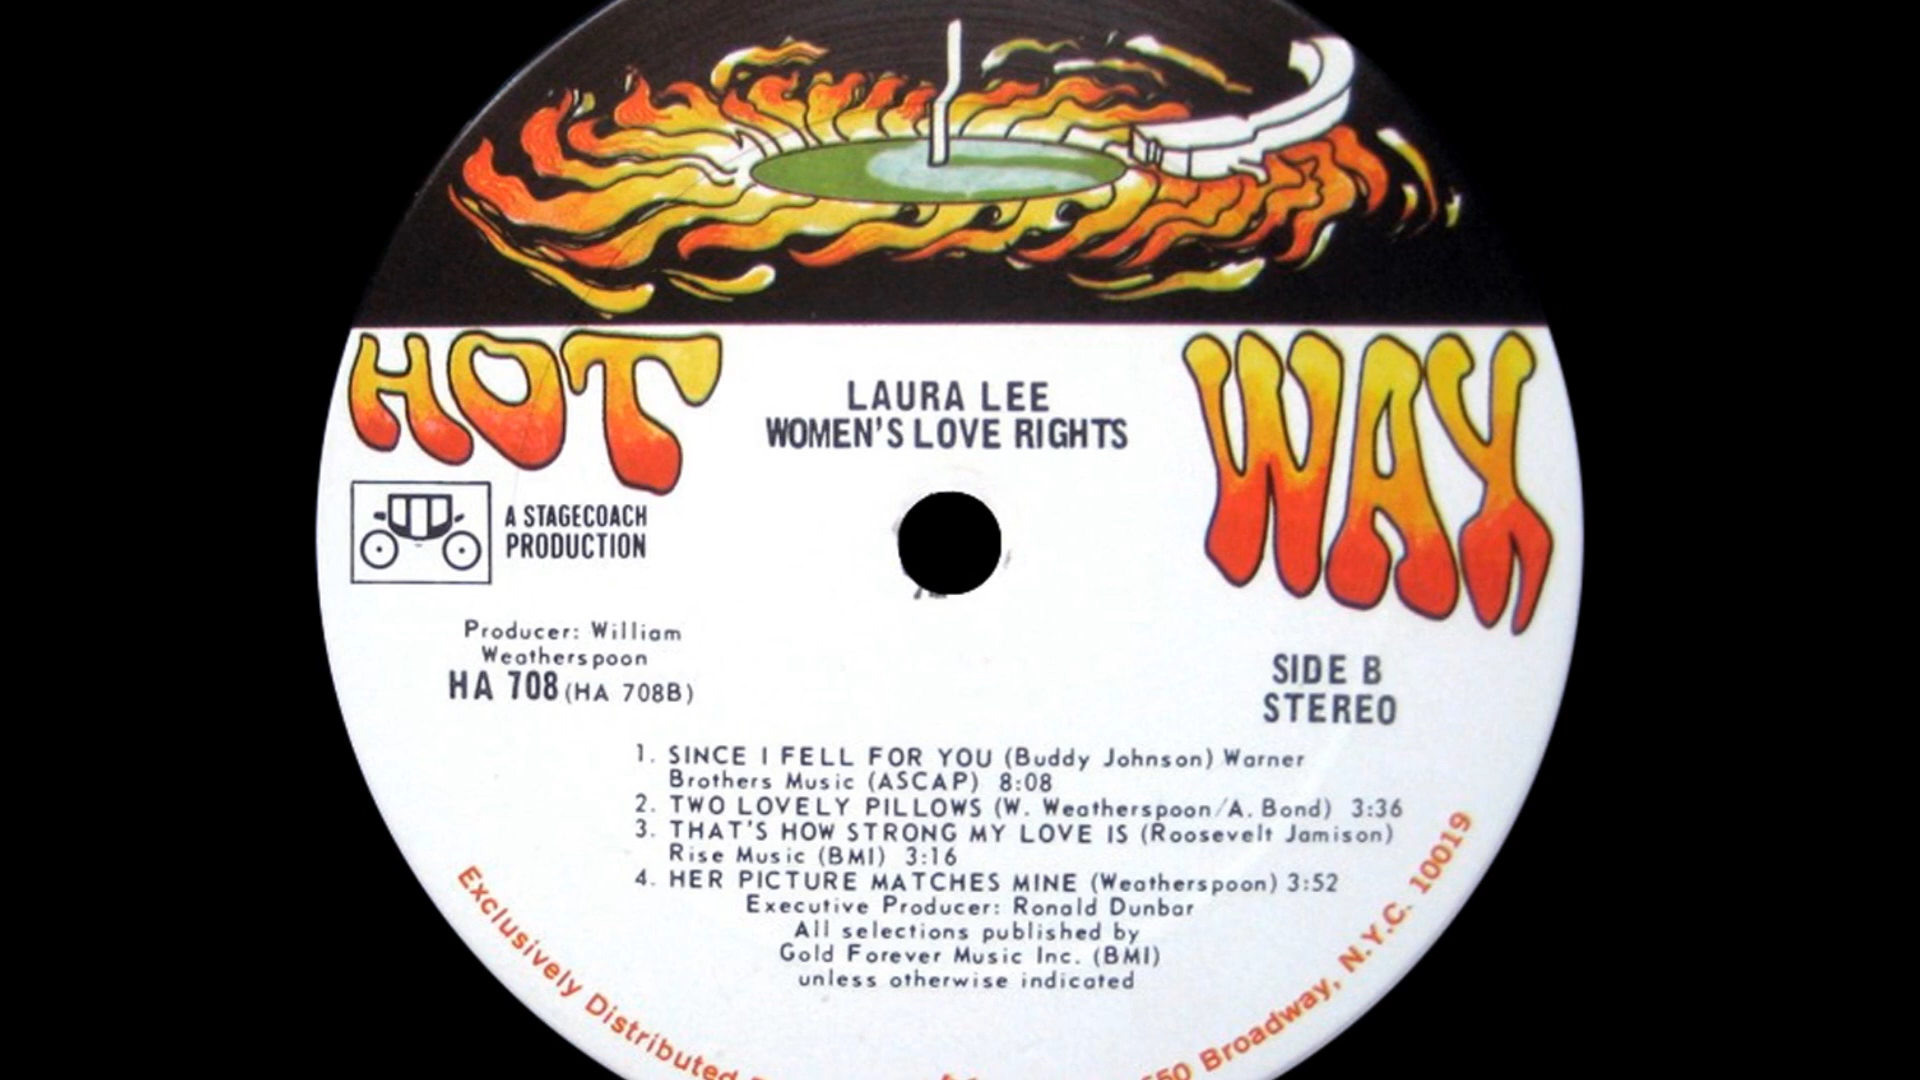 HOT
WAX
LAURA LEE
WOMEN'S LOVE RIGHTS
A STAGECOACH
PRODUCTION
Producer: William
Weatherspoon
HA 708 (HA 708B)
SIDE B
STEREO
1. SINCE I FELL FOR YOU (Buddy Johnson) Warner
Brothers Music (ASCAP) 8:08
2. TWO LOVELY PILLOWS (W. Weatherspoon/A. Bond) 3:36
3. THAT'S HOW STRONG MY LOVE IS (Roosevelt Jamison)
Rise Music (BMI) 3:16
4. HER PICTURE MATCHES MINE (Weatherspoon) 3:52
Executive Producer: Ronald Dunbar
All selections published by
Gold Forever Music Inc. (BMI)
unless otherwise indicated
Exclusively Distributed Broadway, N.Y.C. 10019